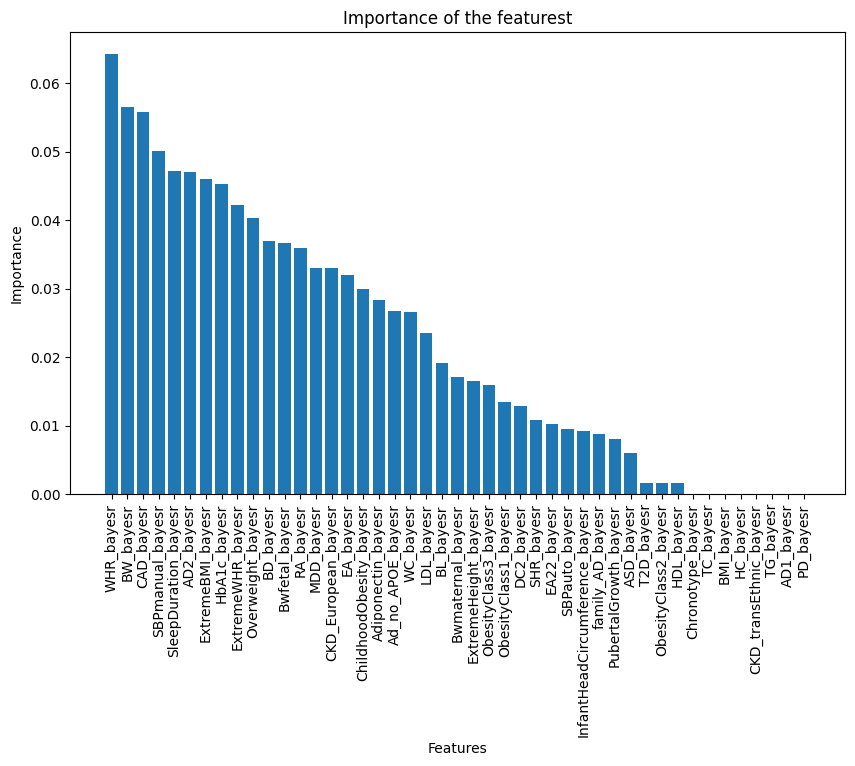 Importance of the featurest
Importance
0.06
0.05
0.04
0.03
0.02
0.01
0.00
WHR_bayesr
BW_bayesr
CAD_bayesr
SBPmanual_bayesr
SleepDuration_bayesr
AD2_bayesr
ExtremeBMI_bayesr
HbA1c_bayesr
ExtremeWHR_bayesr
Overweight_bayesr
BD_bayesr
Bwfetal_bayesr
RA_bayesr
MDD_bayesr
CKD_European_bayesr
EA_bayesr
ChildhoodObesity_bayesr
Adiponectin_bayesr
Ad_no_APOE_bayesr
WC_bayesr
LDL_bayesr
BL_bayesr
Bwmaternal_bayesr
ExtremeHeight_bayesr
ObesityClass3_bayesr
ObesityClass1_bayesr
DC2_bayesr
SHR_bayesr
EA22_bayesr
SBPauto_bayesr
InfantHeadCircumference_bayesr
family_AD_bayesr
PubertalGrowth_bayesr
ASD_bayesr
T2D_bayesr
ObesityClass2_bayesr
HDL_bayesr
Chronotype_bayesr
TC_bayesr
BMI_bayesr
HC_bayesr
CKD_transEthnic_bayesr
TG_bayesr
AD1_bayesr
PD_bayesr
Features